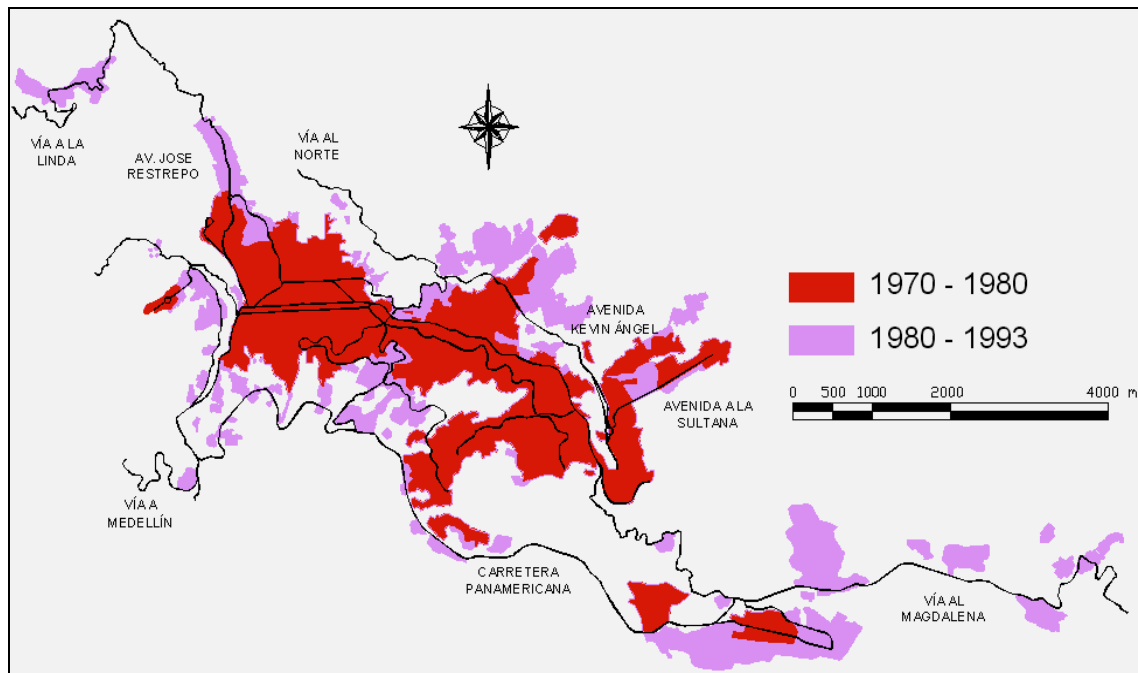 VÍA A LA
LINDA
AV. JOSE
RESTREPO
VÍA AL
NORTE
AVENIDA
KEVIN ÁNGEL
AVENIDA A LA
SULTANA
VÍA A
MEDELLÍN
CARRETERA
PANAMERICANA
VÍA AL
MAGDALENA
1970 - 1980
1980 - 1993
0 500 1000 2000 4000 m